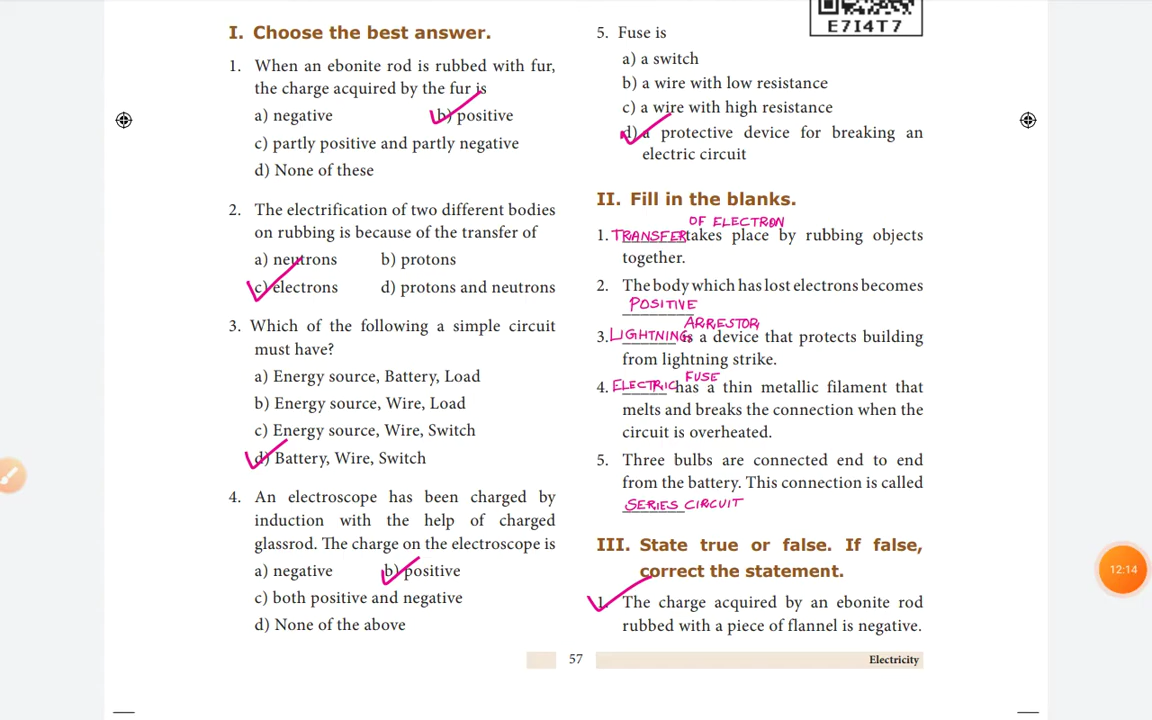 I. Choose the best answer.
1. When an ebonite rod is rubbed with fur,
the charge acquired by the fur is
a) negative b) positive
c) partly positive and partly negative
d) None of these
2. The electrification of two different bodies
on rubbing is because of the transfer of
a) neutrons b) protons
c) electrons d) protons and neutrons
3. Which of the following a simple circuit
must have?
a) Energy source, Battery, Load
b) Energy source, Wire, Load
c) Energy source, Wire, Switch
d) Battery, Wire, Switch
4. An electroscope has been charged by
induction with the help of charged
glassrod. The charge on the electroscope is
a) negative b) positive
c) both positive and negative
d) None of the above
E7I4T7
5. Fuse is
a) a switch
b) a wire with low resistance
c) a wire with high resistance
d) a protective device for breaking an
electric circuit
II. Fill in the blanks.
OF ELECTRON
1. TRANSFER takes place by rubbing objects
together.
2. The body which has lost electrons becomes
POSITIVE
ARRESTOR
3. LIGHTNING is a device that protects building
from lightning strike.
FUSE
4. ELECTRIC has a thin metallic filament that
melts and breaks the connection when the
circuit is overheated.
5. Three bulbs are connected end to end
from the battery. This connection is called
SERIES CIRCUIT
III. State true or false. If false,
correct the statement.
1. The charge acquired by an ebonite rod
rubbed with a piece of flannel is negative.
57 Electricity
12:14